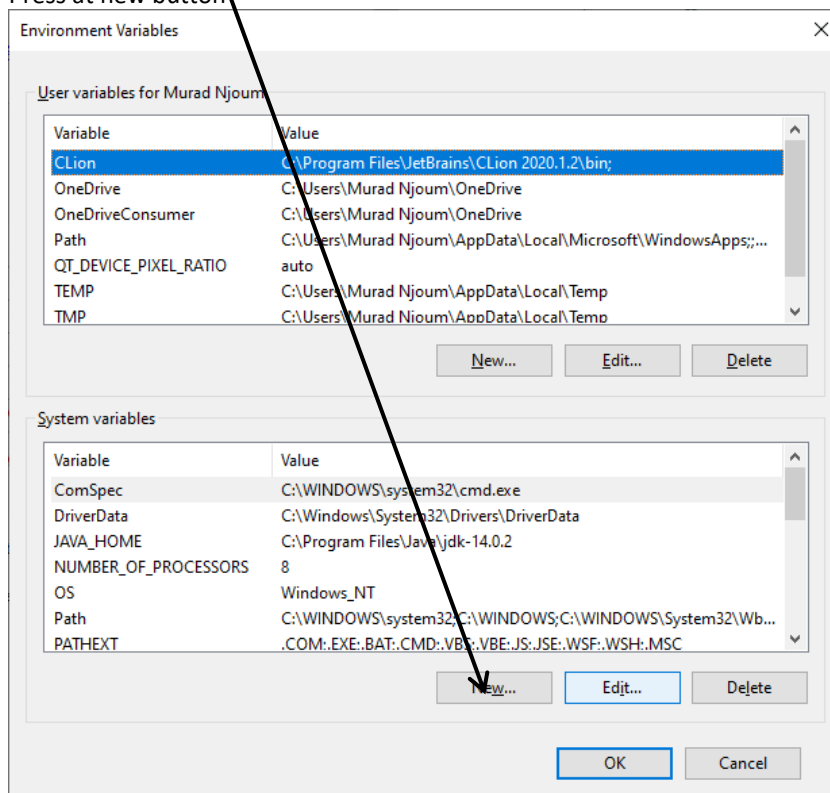 Press at new button
Environment Variables
User variables for Murad Njoum
Variable Value
CLion C:\Program Files\JetBrains\CLion 2020.1.2\bin;
OneDrive C:\Users\Murad Njoum\OneDrive
OneDriveConsumer C:\Users\Murad Njoum\OneDrive
Path C:\Users\Murad Njoum\AppData\Local\Microsoft\WindowsApps;;...
QT_DEVICE_PIXEL_RATIO auto
TEMP C:\Users\Murad Njoum\AppData\Local\Temp
TMP C:\Users\Murad Njoum\AppData\Local\Temp
New... Edit... Delete
System variables
Variable Value
ComSpec C:\WINDOWS\system32\cmd.exe
DriverData C:\Windows\System32\Drivers\DriverData
JAVA_HOME C:\Program Files\Java\jdk-14.0.2
NUMBER_OF_PROCESSORS 8
OS Windows_NT
Path C:\WINDOWS\system32;C:\WINDOWS;C:\WINDOWS\System32\Wb...
PATHEXT .COM;.EXE;.BAT;.CMD;.VBS;.VBE;.JS;.JSE;.WSF;.WSH;.MSC
New... Edit... Delete
OK Cancel